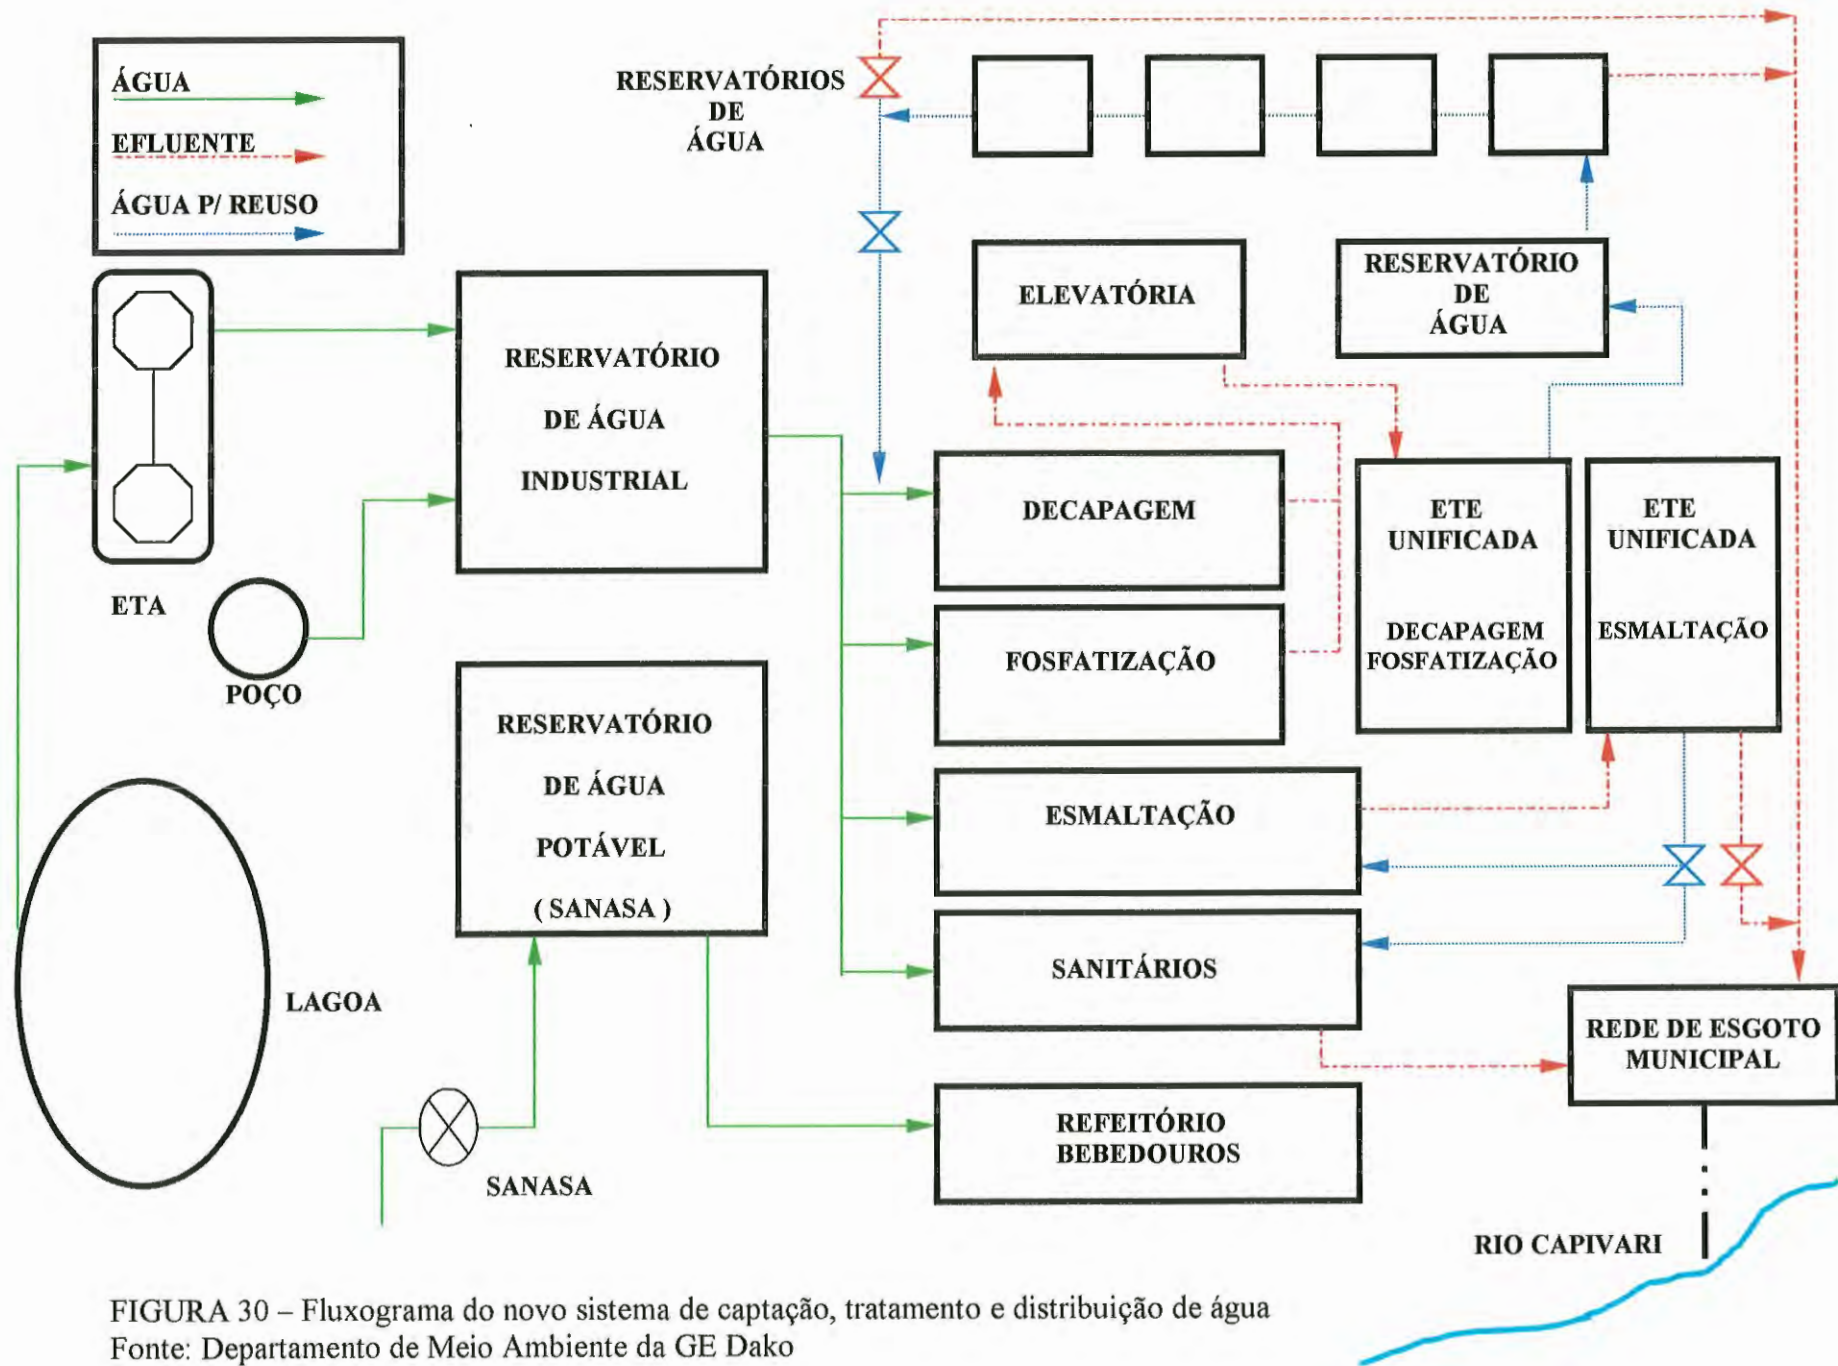 ÁGUA
EFLUENTE
ÁGUA P/ REUSO
RESERVATÓRIOS
DE
ÁGUA
ELEVATÓRIA
RESERVATÓRIO
DE
ÁGUA
ETA
POÇO
LAGOA
RESERVATÓRIO
DE ÁGUA
INDUSTRIAL
RESERVATÓRIO
DE ÁGUA
POTÁVEL
( SANASA )
SANASA
DECAPAGEM
FOSFATIZAÇÃO
ESMALTAÇÃO
SANITÁRIOS
REFEITÓRIO
BEBEDOUROS
ETE
UNIFICADA
DECAPAGEM
FOSFATIZAÇÃO
ETE
UNIFICADA
ESMALTAÇÃO
REDE DE ESGOTO
MUNICIPAL
RIO CAPIVARI
FIGURA 30 – Fluxograma do novo sistema de captação, tratamento e distribuição de água
Fonte: Departamento de Meio Ambiente da GE Dako